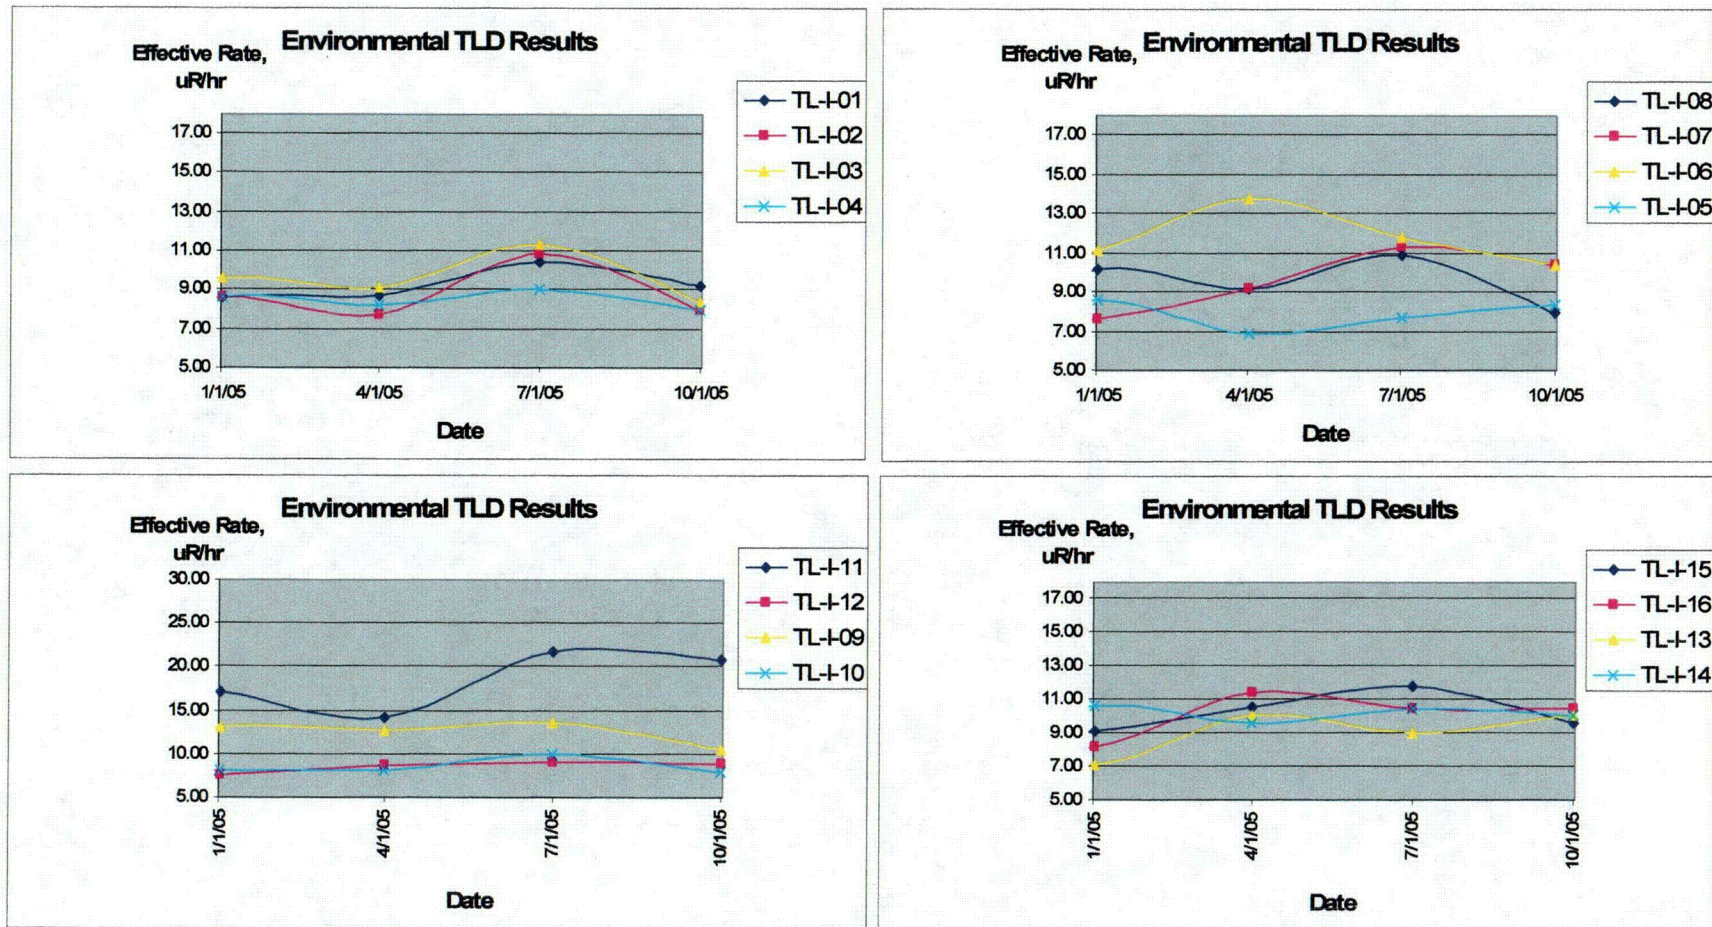 Environmental TLD Results
Effective Rate,
uR/hr
17.00
15.00
13.00
11.00
9.00
7.00
5.00
1/1/05 4/1/05 7/1/05 10/1/05
Date
TL-I-01
TL-I-02
TL-I-03
TL-I-04
Environmental TLD Results
Effective Rate,
uR/hr
17.00
15.00
13.00
11.00
9.00
7.00
5.00
1/1/05 4/1/05 7/1/05 10/1/05
Date
TL-I-08
TL-I-07
TL-I-06
TL-I-05
Environmental TLD Results
Effective Rate,
uR/hr
30.00
25.00
20.00
15.00
10.00
5.00
1/1/05 4/1/05 7/1/05 10/1/05
Date
TL-I-11
TL-I-12
TL-I-09
TL-I-10
Environmental TLD Results
Effective Rate,
uR/hr
17.00
15.00
13.00
11.00
9.00
7.00
5.00
1/1/05 4/1/05 7/1/05 10/1/05
Date
TL-I-15
TL-I-16
TL-I-13
TL-I-14